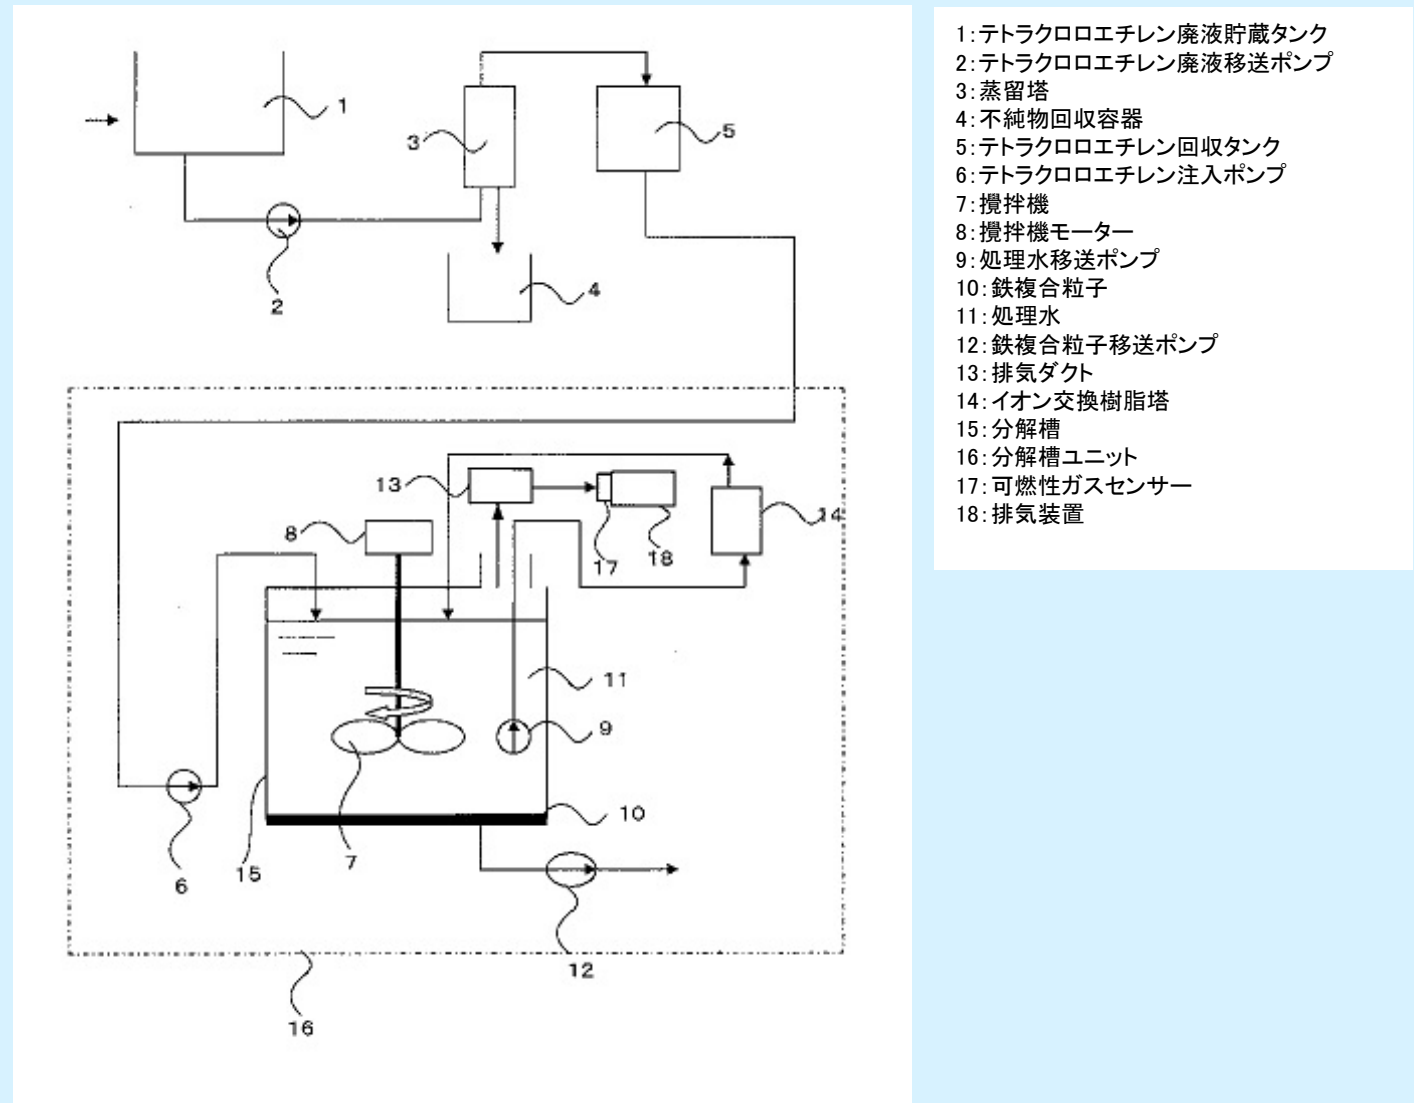 1
2
3
4
5
6
7
8
9
10
11
12
13
14
15
16
17
18
1:テトラクロロエチレン廃液貯蔵タンク
2:テトラクロロエチレン廃液移送ポンプ
3:蒸留塔
4:不純物回収容器
5:テトラクロロエチレン回収タンク
6:テトラクロロエチレン注入ポンプ
7:攪拌機
8:攪拌機モーター
9:処理水移送ポンプ
10:鉄複合粒子
11:処理水
12:鉄複合粒子移送ポンプ
13:排気ダクト
14:イオン交換樹脂塔
15:分解槽
16:分解槽ユニット
17:可燃性ガスセンサー
18:排気装置